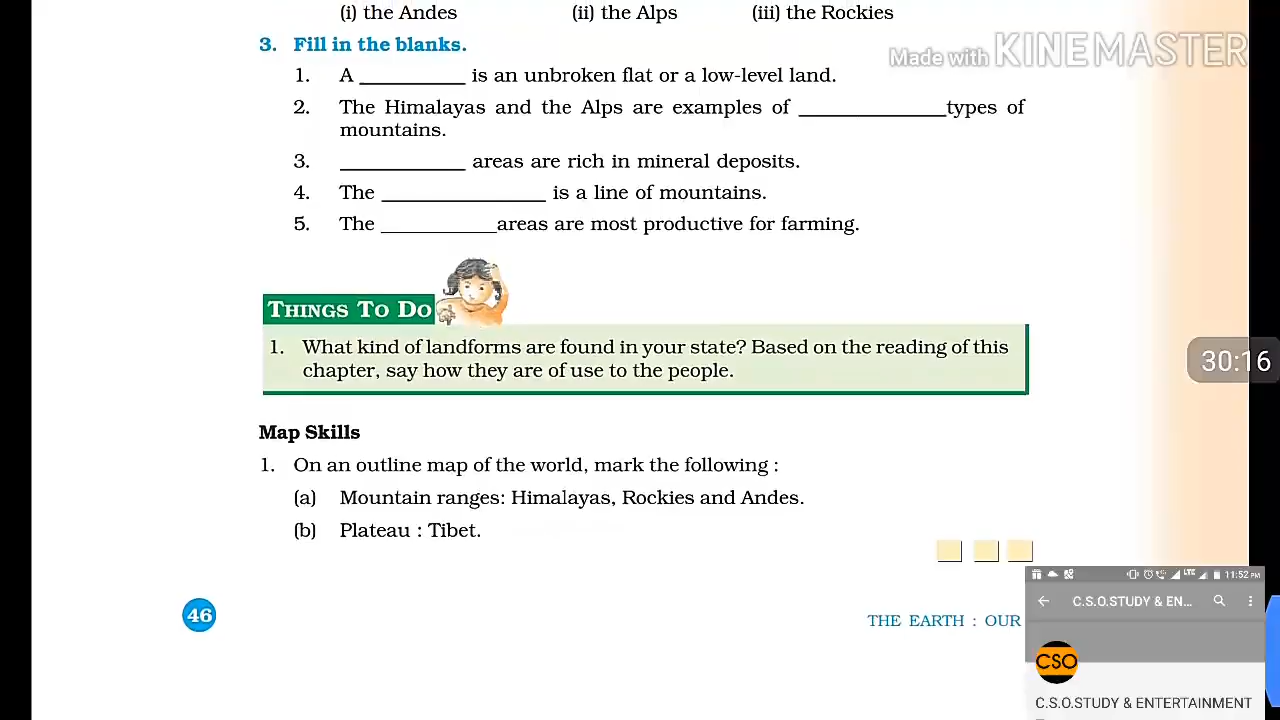 (i) the Andes (ii) the Alps (iii) the Rockies
3. Fill in the blanks.
Made with KINEMASTER
1. A __________ is an unbroken flat or a low-level land.
2. The Himalayas and the Alps are examples of ______________types of
mountains.
3. ____________ areas are rich in mineral deposits.
4. The ________________ is a line of mountains.
5. The ___________areas are most productive for farming.
THINGS TO DO
1. What kind of landforms are found in your state? Based on the reading of this
chapter, say how they are of use to the people.
30:16
Map Skills
1. On an outline map of the world, mark the following :
(a) Mountain ranges: Himalayas, Rockies and Andes.
(b) Plateau : Tibet.
46
THE EARTH : OUR
LTE 11:52 PM
C.S.O.STUDY & EN...
CSO
C.S.O.STUDY & ENTERTAINMENT